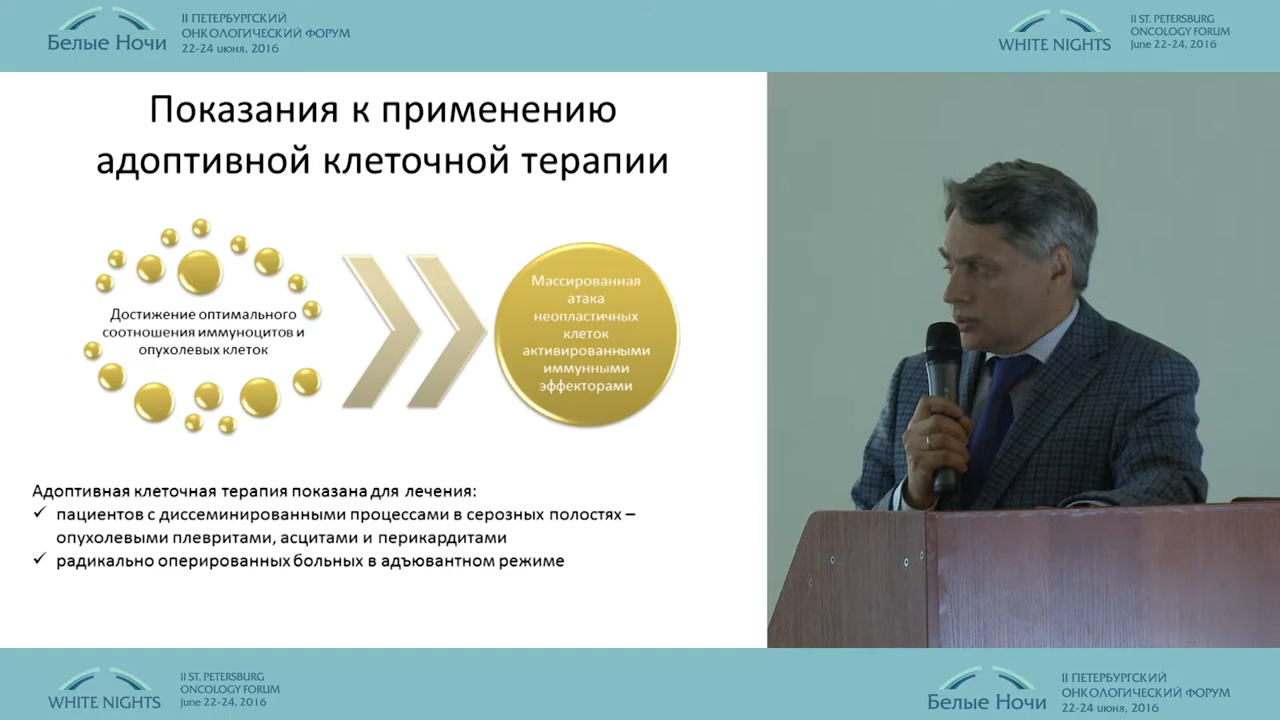 Белые Ночи
II ПЕТЕРБУРГСКИЙ
ОНКОЛОГИЧЕСКИЙ ФОРУМ
22-24 июня, 2016
WHITE NIGHTS
II ST. PETERSBURG
ONCOLOGY FORUM
June 22-24, 2016
Показания к применению
адоптивной клеточной терапии
Достижение оптимального
соотношения иммуноцитов и
опухолевых клеток
Массированная
атака
неопластичных
клеток
активированными
иммунными
эффекторами
Адоптивная клеточная терапия показана для лечения:
✓ пациентов с диссеминированными процессами в серозных полостях –
опухолевыми плевритами, асцитами и перикардитами
✓ радикально оперированных больных в адъювантном режиме
WHITE NIGHTS
II ST. PETERSBURG
ONCOLOGY FORUM
June 22-24, 2016
Белые Ночи
II ПЕТЕРБУРГСКИЙ
ОНКОЛОГИЧЕСКИЙ ФОРУМ
22-24 июня, 2016